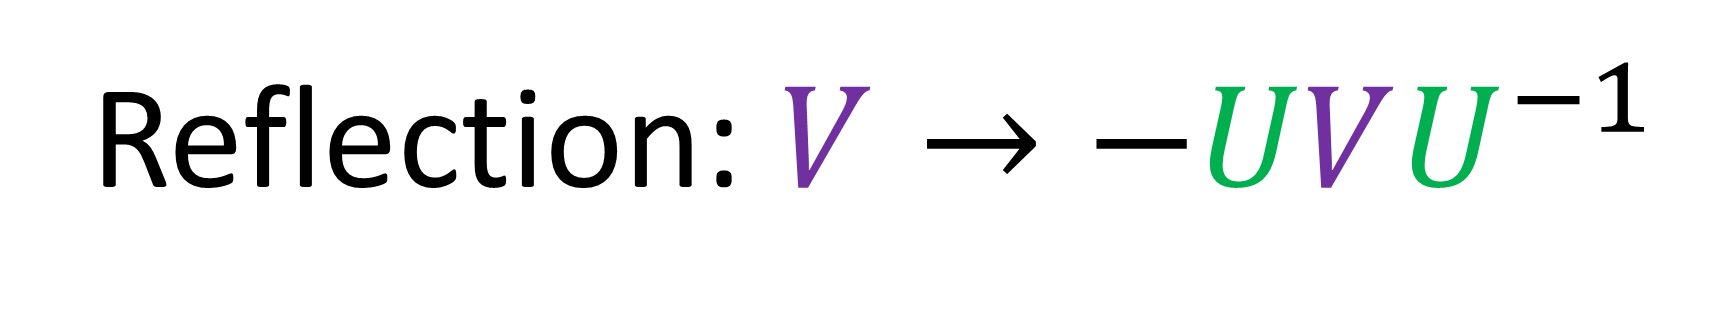 Reflection: V → −UVU⁻¹